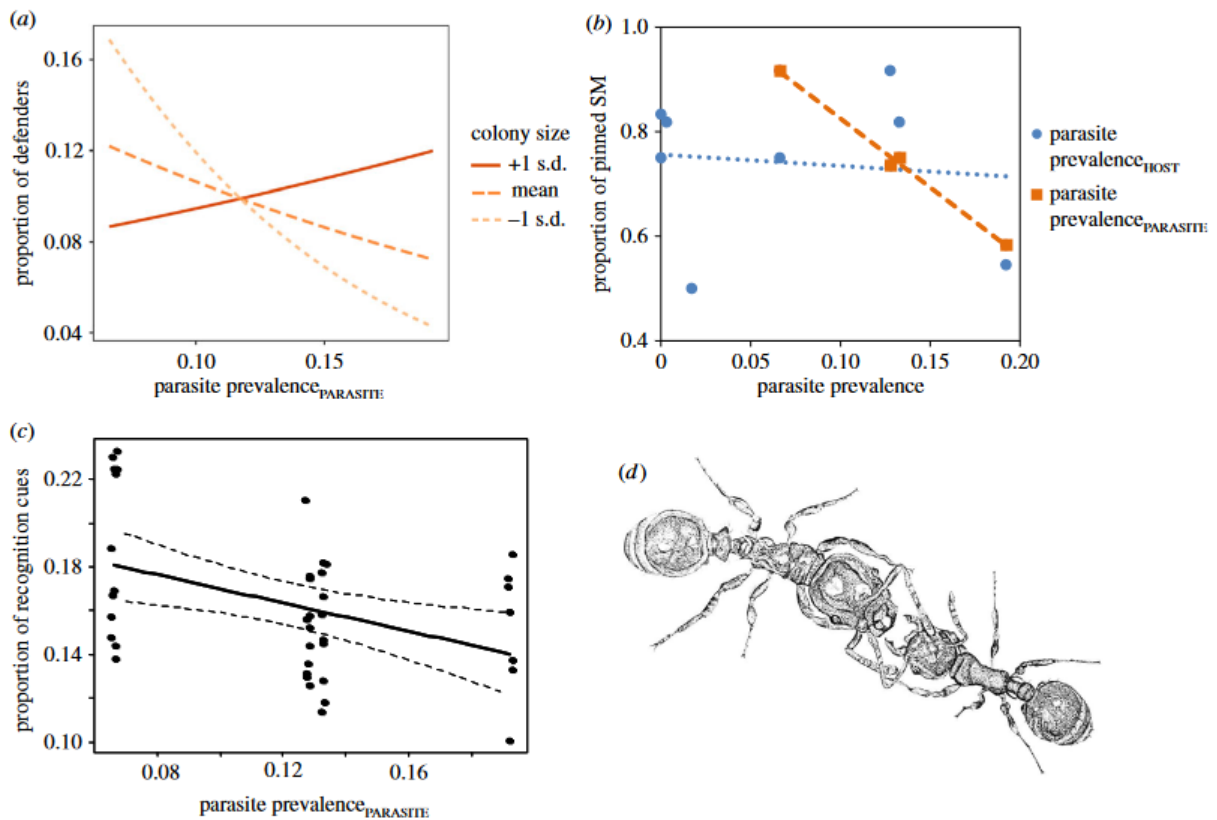 (a)
0.16
0.12
0.08
0.04
proportion of defenders
0.10 0.15
parasite prevalencePARASITE
colony size
+1 s.d.
mean
–1 s.d.
(b)
1.0
0.8
0.6
0.4
proportion of pinned SM
0 0.05 0.10 0.15 0.20
parasite prevalence
parasite
prevalenceHOST
parasite
prevalencePARASITE
(c)
0.22
0.18
0.14
0.10
proportion of recognition cues
0.08 0.12 0.16
parasite prevalencePARASITE
(d)